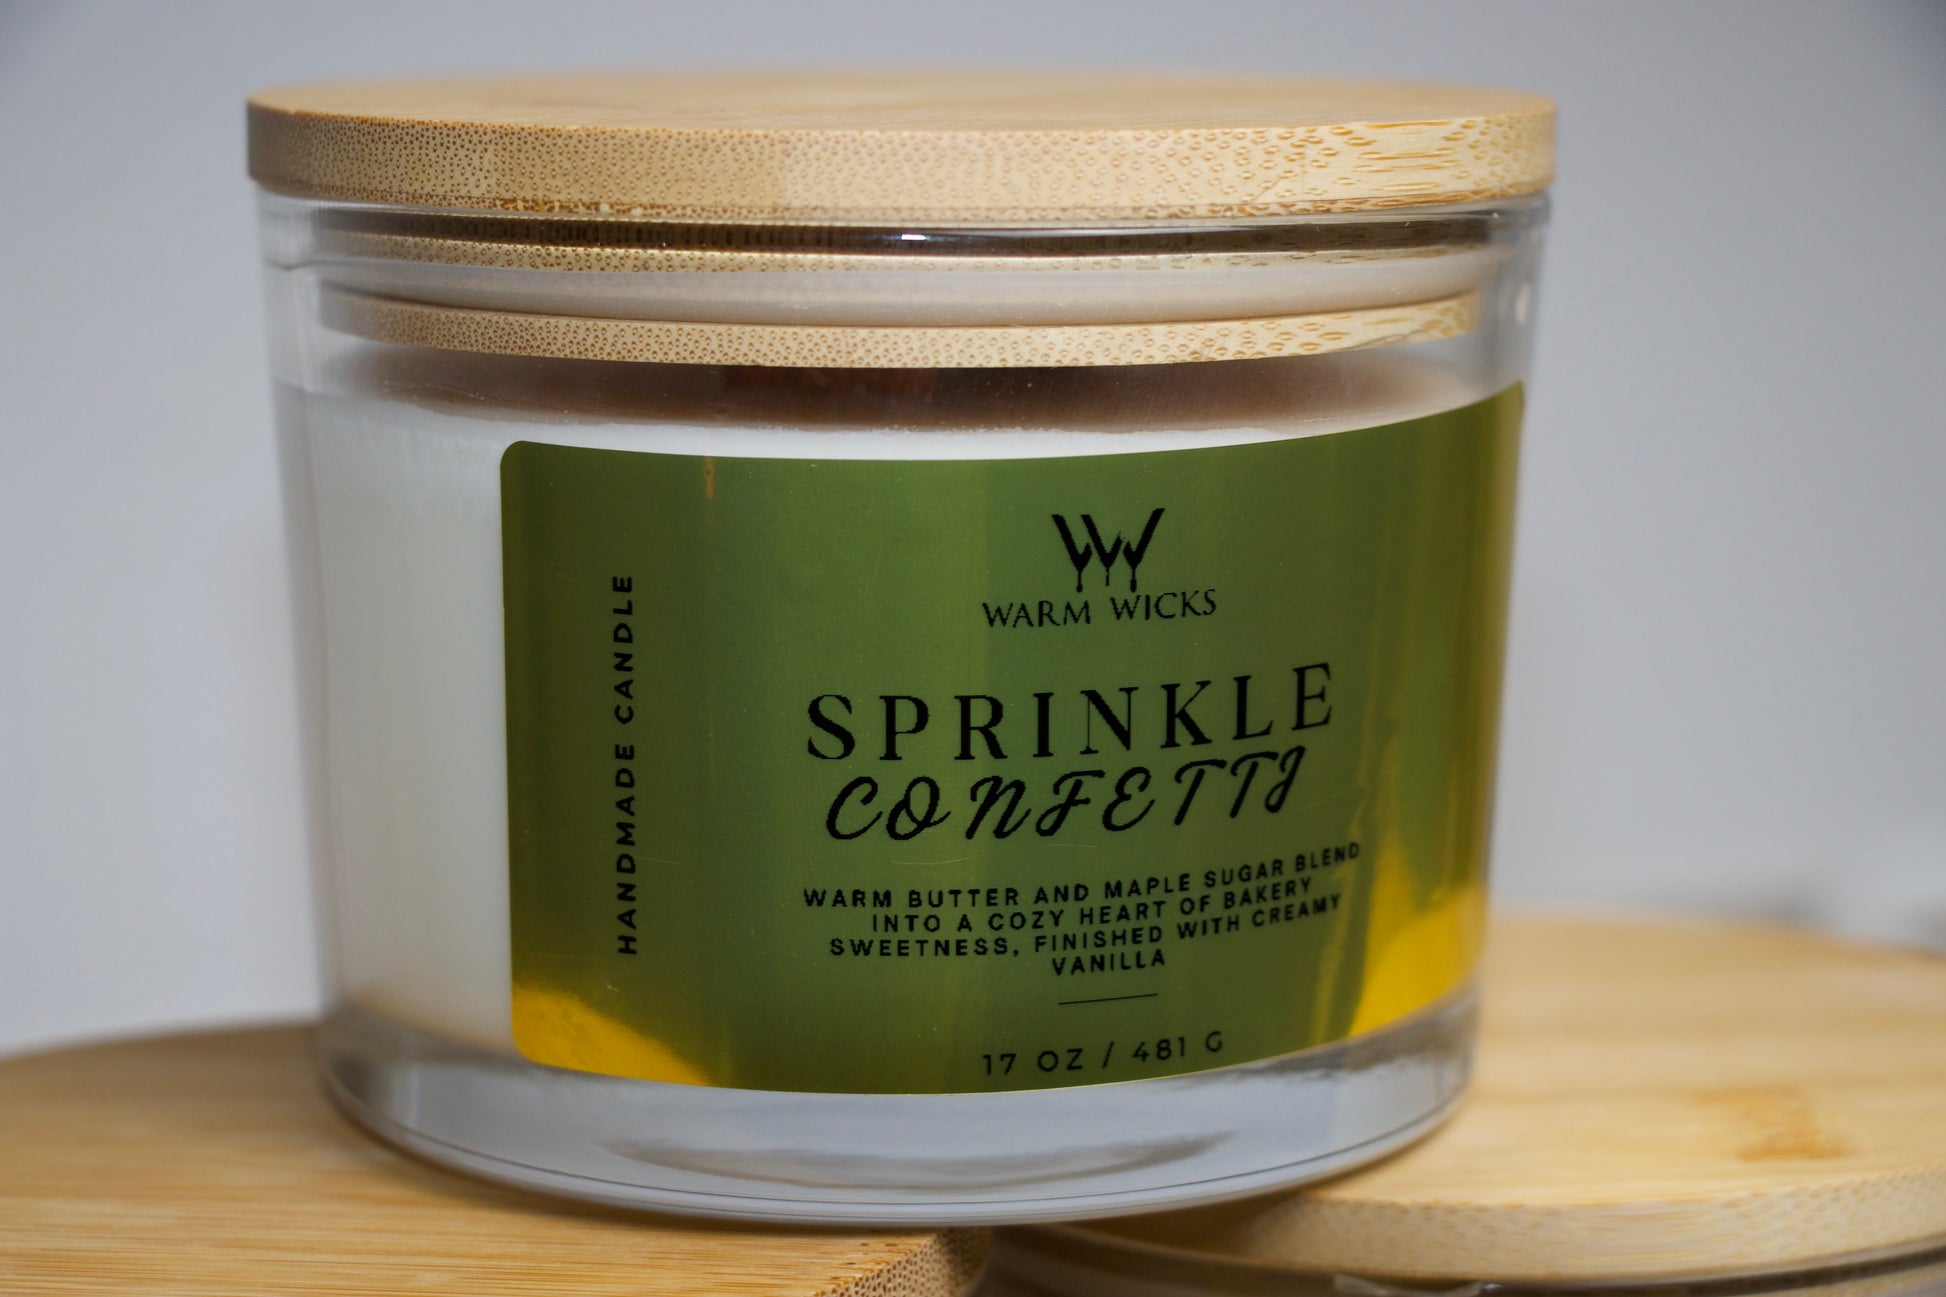 WARM WICKS
SPRINKLE
CONFETTI
WARM BUTTER AND MAPLE SUGAR BLEND
INTO A COZY HEART OF BAKERY
SWEETNESS, FINISHED WITH CREAMY
VANILLA
17 OZ / 481 G
HANDMADE CANDLE